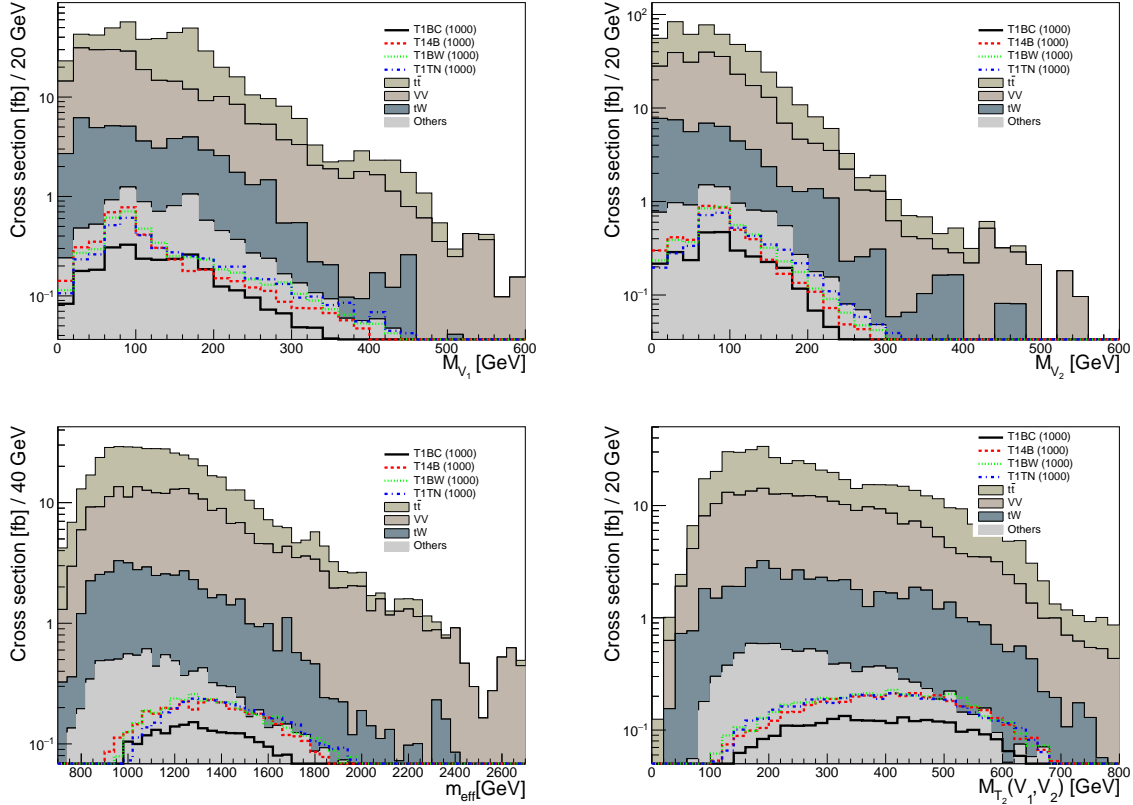 Cross section [fb] / 20 GeV
10
1
10⁻¹
T1BC (1000)
T14B (1000)
T1BW (1000)
T1TN (1000)
tt̄
VV
tW
Others
0 100 200 300 400 500 600
M_V₁ [GeV]
Cross section [fb] / 20 GeV
10²
10
1
10⁻¹
T1BC (1000)
T14B (1000)
T1BW (1000)
T1TN (1000)
tt̄
VV
tW
Others
0 100 200 300 400 500 600
M_V₂ [GeV]
Cross section [fb] / 40 GeV
10
1
10⁻¹
T1BC (1000)
T14B (1000)
T1BW (1000)
T1TN (1000)
tt̄
VV
tW
Others
800 1000 1200 1400 1600 1800 2000 2200 2400 2600
m_eff[GeV]
Cross section [fb] / 20 GeV
10
1
10⁻¹
T1BC (1000)
T14B (1000)
T1BW (1000)
T1TN (1000)
tt̄
VV
tW
Others
0 100 200 300 400 500 600 700 800
M_T₂(V₁,V₂) [GeV]